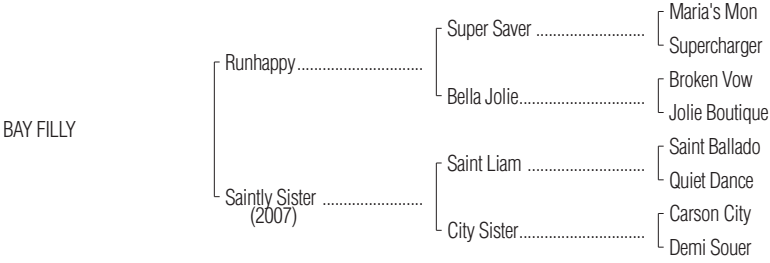 Maria's Mon
Super Saver ..........................
Supercharger
Runhappy..............................
Broken Vow
Bella Jolie..............................
Jolie Boutique
BAY FILLY
Saint Ballado
Saint Liam ............................
Quiet Dance
Saintly Sister ........................
(2007)
Carson City
City Sister..............................
Demi Souer